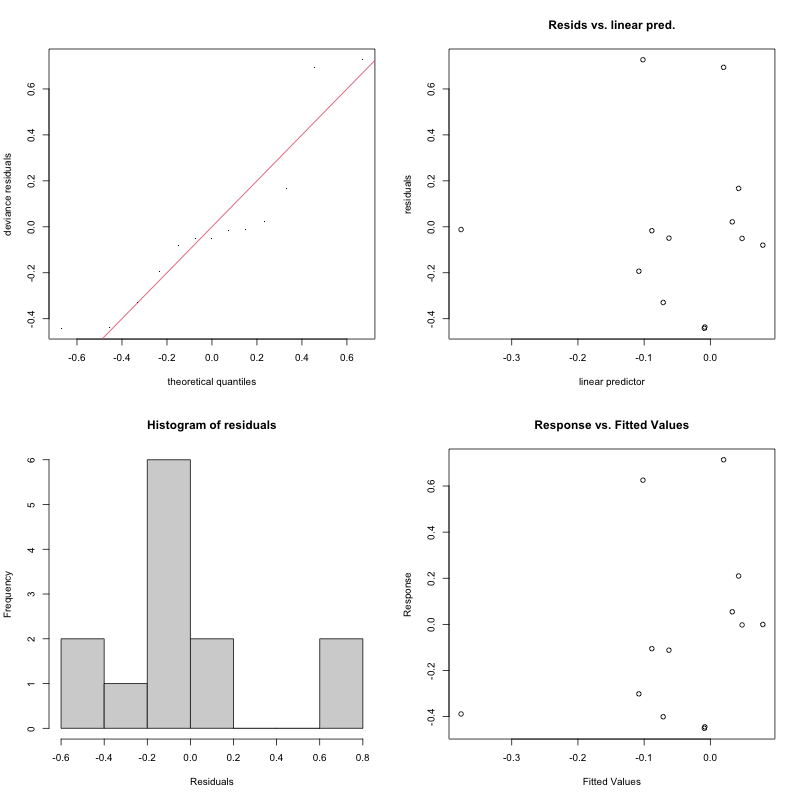 deviance residuals
0.6
0.4
0.2
0.0
-0.2
-0.4
-0.6 -0.4 -0.2 0.0 0.2 0.4 0.6
theoretical quantiles
Resids vs. linear pred.
residuals
0.6
0.4
0.2
0.0
-0.2
-0.4
-0.3 -0.2 -0.1 0.0
linear predictor
Histogram of residuals
Frequency
6
5
4
3
2
1
0
-0.6 -0.4 -0.2 0.0 0.2 0.4 0.6 0.8
Residuals
Response vs. Fitted Values
Response
0.6
0.4
0.2
0.0
-0.2
-0.4
-0.3 -0.2 -0.1 0.0
Fitted Values